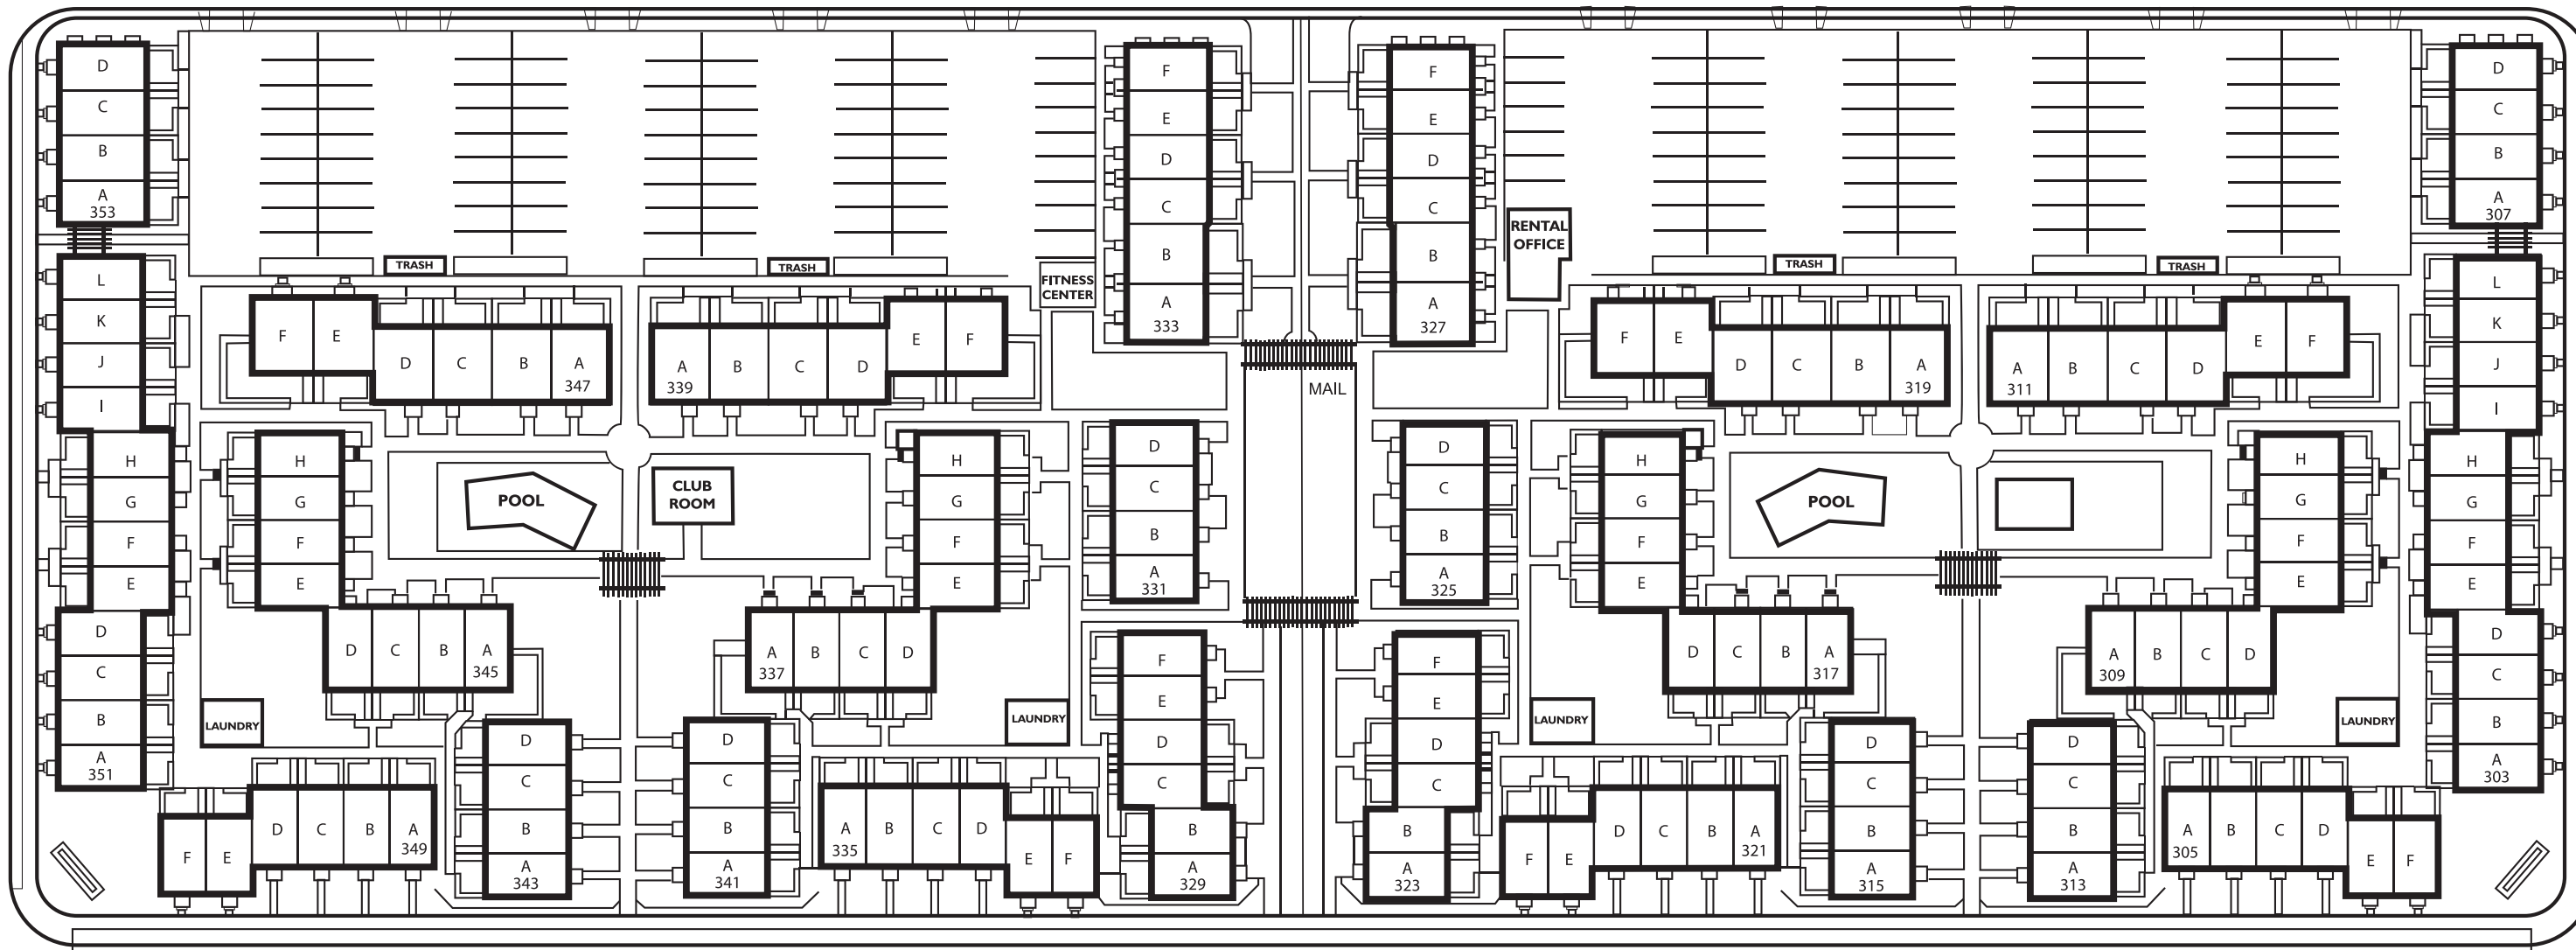 D
C
B
A
353
L
K
J
I
H
G
F
E
D
C
B
A
351
TRASH
TRASH
FITNESS
CENTER
F
E
D
C
B
A
347
A
339
B
C
D
E
F
H
G
F
E
D
C
B
A
345
POOL
CLUB
ROOM
H
G
F
E
A
337
B
C
D
LAUNDRY
LAUNDRY
F
E
D
C
B
A
349
D
C
B
A
343
D
C
B
A
341
A
335
B
C
D
E
F
F
E
D
C
B
A
333
D
C
B
A
331
F
E
D
C
B
A
329
MAIL
F
E
D
C
B
A
327
D
C
B
A
325
F
E
D
C
B
A
323
RENTAL
OFFICE
TRASH
TRASH
F
E
D
C
B
A
319
A
311
B
C
D
E
F
H
G
F
E
D
C
B
A
317
POOL
H
G
F
E
A
309
B
C
D
LAUNDRY
LAUNDRY
F
E
D
C
B
A
321
D
C
B
A
315
D
C
B
A
313
A
305
B
C
D
E
F
D
C
B
A
307
L
K
J
I
H
G
F
E
D
C
B
A
303